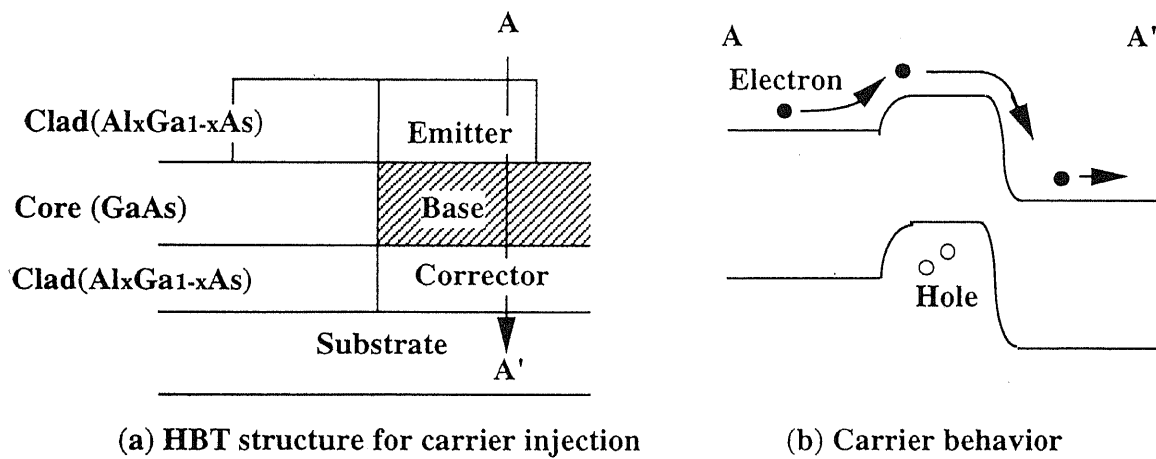 A
Clad(AlxGa1-xAs)
Emitter
Core (GaAs)
Base
Clad(AlxGa1-xAs)
Corrector
Substrate
A'
(a) HBT structure for carrier injection
A
A'
Electron
Hole
(b) Carrier behavior